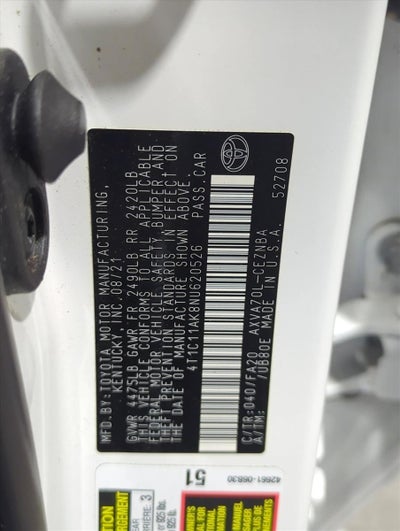 MFD.BY:TOYOTA MOTOR MANUFACTURING,
KENTUCKY, INC.08/21
GVWR 4475LB GAWR FR 2490LB RR 2420LB
THIS VEHICLE CONFORMS TO ALL APPLICABLE
FEDERAL MOTOR VEHICLE SAFETY, BUMPER AND
THEFT PREVENTION STANDARDS IN EFFECT ON
THE DATE OF MANUFACTURE SHOWN ABOVE.
4T1C11AK8NU620526 PASS.CAR
C/TR:040/FA20 AXVA70L-CEZNBA
A/TM: /UB80E MADE IN U.S.A. 52708
51
42661-06B30